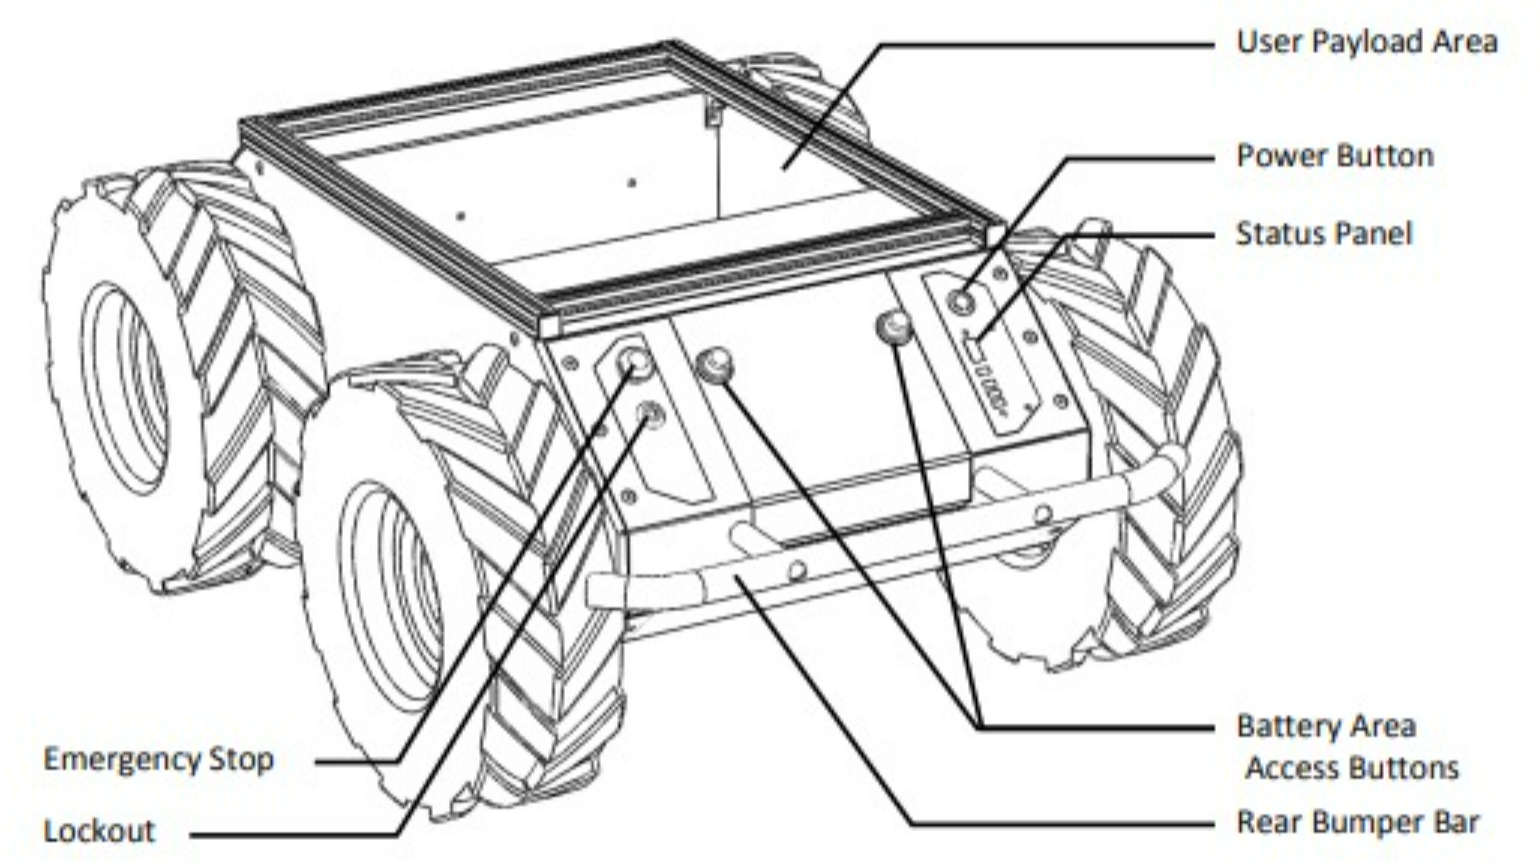 User Payload Area
Power Button
Status Panel
Emergency Stop
Lockout
Battery Area
Access Buttons
Rear Bumper Bar